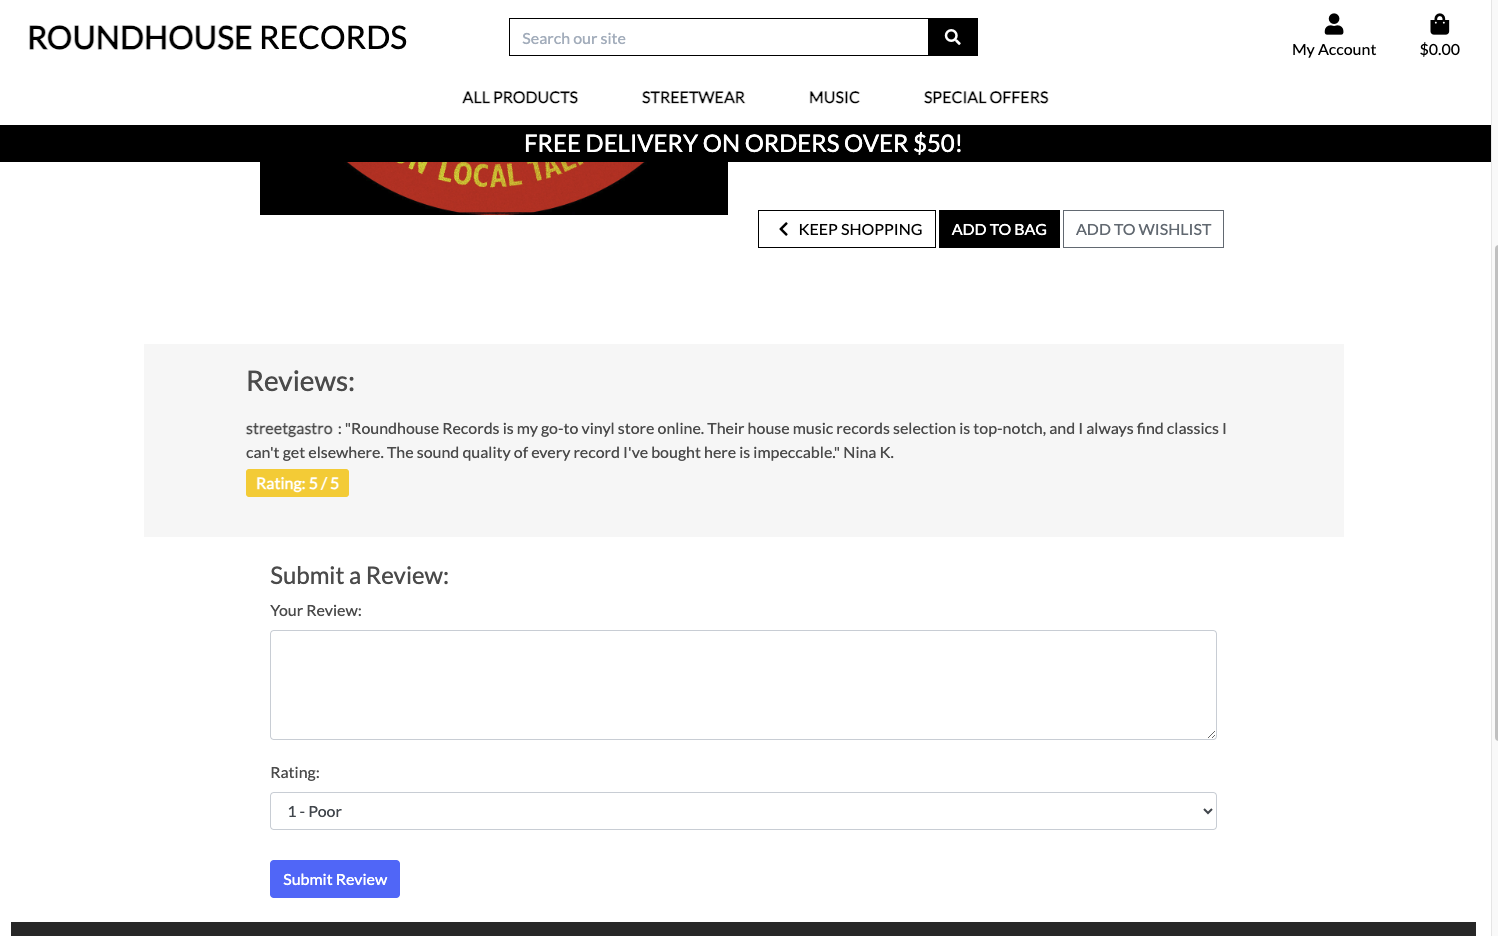 ROUNDHOUSE RECORDS
Search our site
My Account
$0.00
ALL PRODUCTS
STREETWEAR
MUSIC
SPECIAL OFFERS
FREE DELIVERY ON ORDERS OVER $50!
LOCAL
KEEP SHOPPING
ADD TO BAG
ADD TO WISHLIST
Reviews:
streetgastro : "Roundhouse Records is my go-to vinyl store online. Their house music records selection is top-notch, and I always find classics I
can't get elsewhere. The sound quality of every record I've bought here is impeccable." Nina K.
Rating: 5 / 5
Submit a Review:
Your Review:
Rating:
1 - Poor
Submit Review